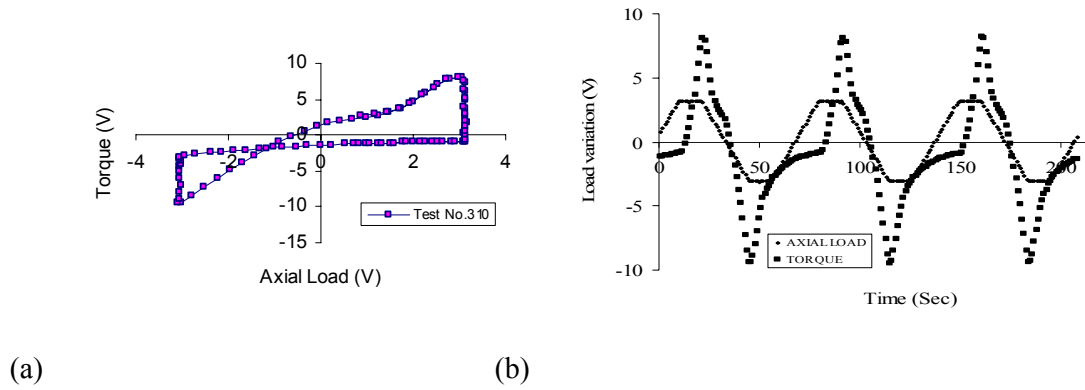 Torque (V)
10
5
0
-5
-10
-15
-4
-2
0
2
4
Test No.310
Axial Load (V)
Load variation (V)
10
5
0
-5
-10
0
50
100
150
200
AXIAL LOAD
TORQUE
Time (Sec)
(a)
(b)